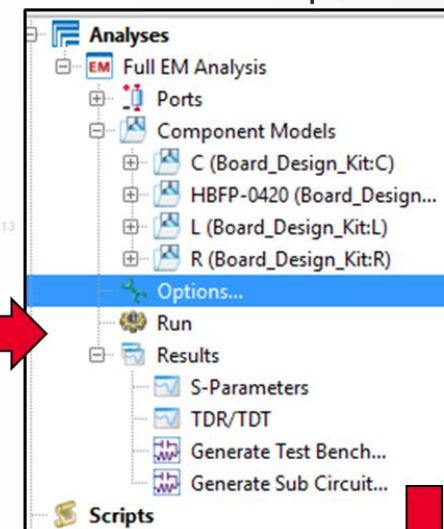 Analyses
EM Full EM Analysis
Ports
Component Models
C (Board_Design_Kit:C)
HBFP-0420 (Board_Design...
L (Board_Design_Kit:L)
R (Board_Design_Kit:R)
Options...
Run
Results
S-Parameters
TDR/TDT
Generate Test Bench...
Generate Sub Circuit...
Scripts